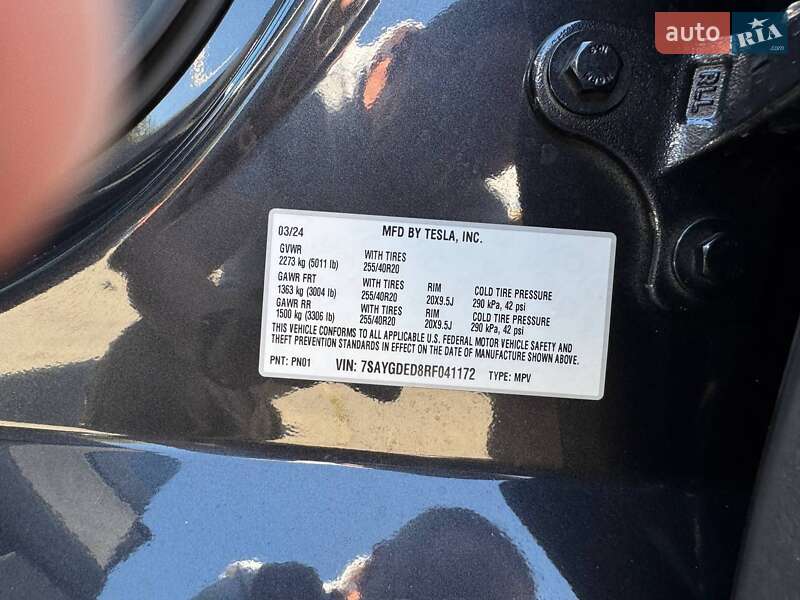 auto RIA
.com
RLL
03/24 MFD BY TESLA, INC.
GVWR
2273 kg (5011 lb) WITH TIRES 255/40R20
GAWR FRT
1363 kg (3004 lb) WITH TIRES 255/40R20 RIM 20X9.5J COLD TIRE PRESSURE 290 kPa, 42 psi
GAWR RR
1500 kg (3306 lb) WITH TIRES 255/40R20 RIM 20X9.5J COLD TIRE PRESSURE 290 kPa, 42 psi
THIS VEHICLE CONFORMS TO ALL APPLICABLE U.S. FEDERAL MOTOR VEHICLE SAFETY AND
THEFT PREVENTION STANDARDS IN EFFECT ON THE DATE OF MANUFACTURE SHOWN ABOVE.
PNT: PN01 VIN: 7SAYGDED8RF041172 TYPE: MPV